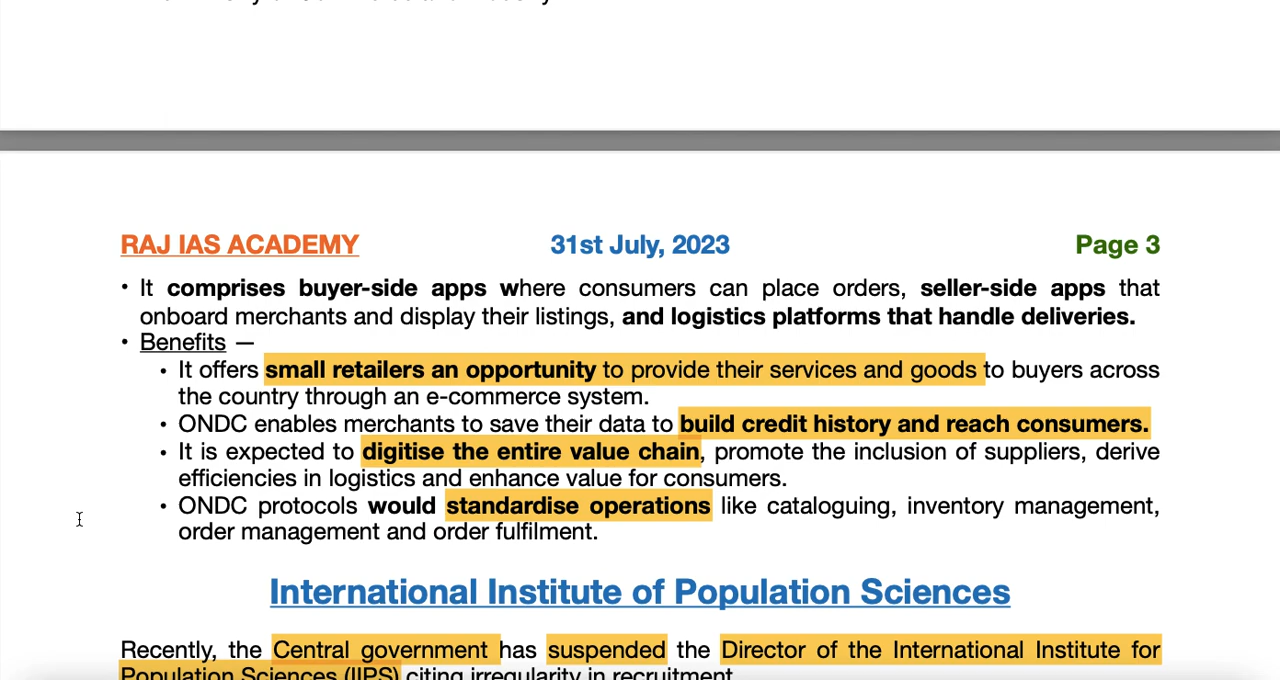 RAJ IAS ACADEMY 31st July, 2023 Page 3
• It comprises buyer-side apps where consumers can place orders, seller-side apps that
onboard merchants and display their listings, and logistics platforms that handle deliveries.
• Benefits —
• It offers small retailers an opportunity to provide their services and goods to buyers across
the country through an e-commerce system.
• ONDC enables merchants to save their data to build credit history and reach consumers.
• It is expected to digitise the entire value chain, promote the inclusion of suppliers, derive
efficiencies in logistics and enhance value for consumers.
• ONDC protocols would standardise operations like cataloguing, inventory management,
order management and order fulfilment.
International Institute of Population Sciences
Recently, the Central government has suspended the Director of the International Institute for
Population Sciences (IIPS) citing irregularity in recruitment